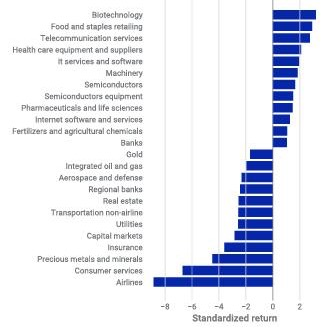 Biotechnology
Food and staples retailing
Telecommunication services
Health care equipment and suppliers
It services and software
Machinery
Semiconductors
Semiconductors equipment
Pharmaceuticals and life sciences
Internet software and services
Fertilizers and agricultural chemicals
Banks
Gold
Integrated oil and gas
Aerospace and defense
Regional banks
Real estate
Transportation non-airline
Utilities
Capital markets
Insurance
Precious metals and minerals
Consumer services
Airlines
−8 −6 −4 −2 0 2
Standardized return